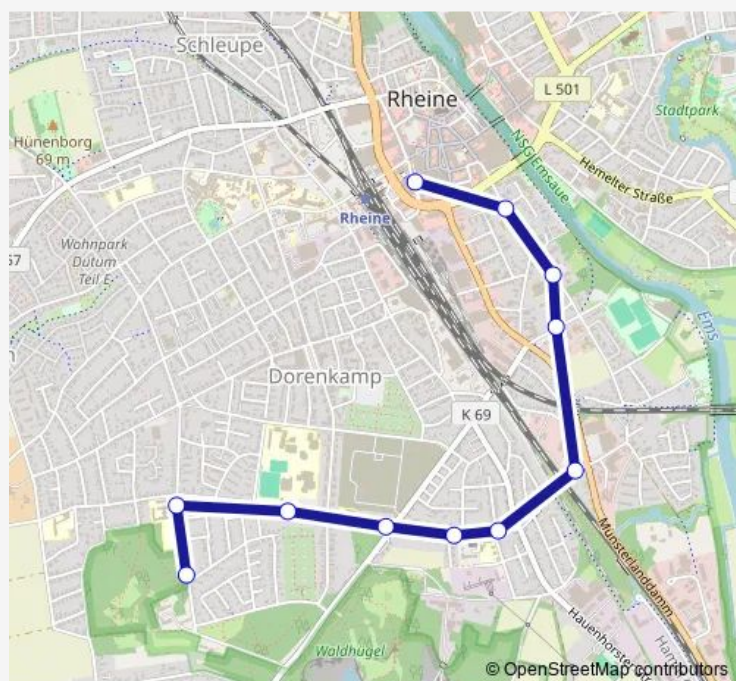 Schleupe
Rheine
L 501
Stadtpark
Hünenborg
69 m
NSG Emsaue
Hemelter Straße
Rheine
Wohnpark
Dutum
Teil E
57
Ems
Dorenkamp
K 69
Münsterlanddamm
Hauenhorster
Waldhügel
© OpenStreetMap contributors